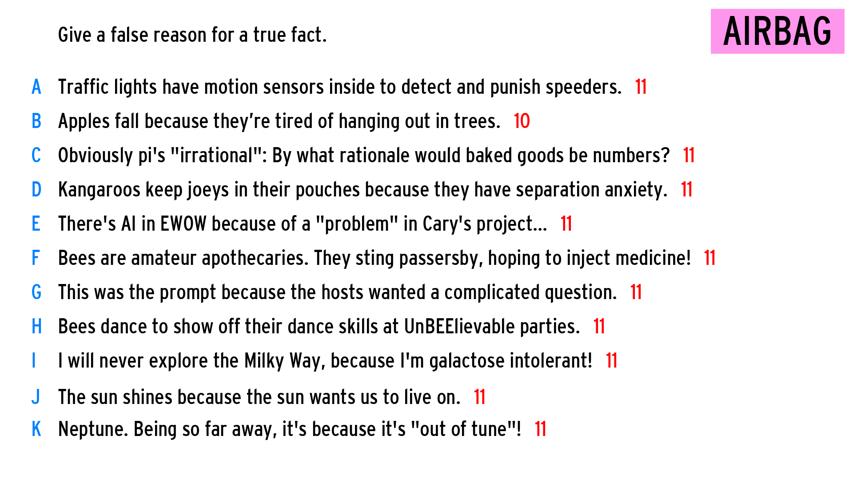 Give a false reason for a true fact.
AIRBAG
A Traffic lights have motion sensors inside to detect and punish speeders. 11
B Apples fall because they're tired of hanging out in trees. 10
C Obviously pi's "irrational": By what rationale would baked goods be numbers? 11
D Kangaroos keep joeys in their pouches because they have separation anxiety. 11
E There's AI in EWOW because of a "problem" in Cary's project... 11
F Bees are amateur apothecaries. They sting passersby, hoping to inject medicine! 11
G This was the prompt because the hosts wanted a complicated question. 11
H Bees dance to show off their dance skills at UnBEElievable parties. 11
I I will never explore the Milky Way, because I'm galactose intolerant! 11
J The sun shines because the sun wants us to live on. 11
K Neptune. Being so far away, it's because it's "out of tune"! 11